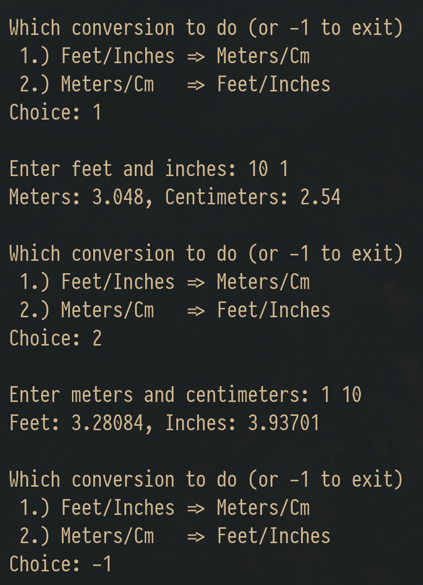 Which conversion to do (or -1 to exit)
 1.) Feet/Inches => Meters/Cm
 2.) Meters/Cm   => Feet/Inches
Choice: 1

Enter feet and inches: 10 1
Meters: 3.048, Centimeters: 2.54

Which conversion to do (or -1 to exit)
 1.) Feet/Inches => Meters/Cm
 2.) Meters/Cm   => Feet/Inches
Choice: 2

Enter meters and centimeters: 1 10
Feet: 3.28084, Inches: 3.93701

Which conversion to do (or -1 to exit)
 1.) Feet/Inches => Meters/Cm
 2.) Meters/Cm   => Feet/Inches
Choice: -1